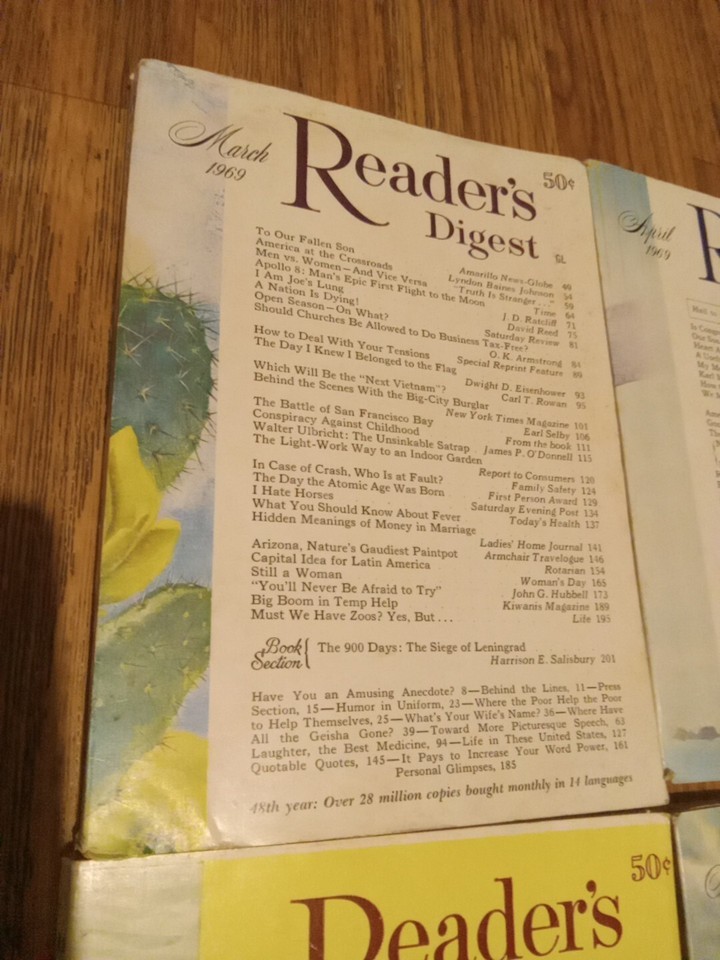 March
1969
Reader's
Digest
50¢
To Our Fallen Son Amarillo News-Globe 49
America at the Crossroads Lyndon Baines Johnson 54
Men vs. Women—And Vice Versa "Truth Is Stranger..." 59
Apollo 8: Man's Epic First Flight to the Moon Time 64
I Am Joe's Lung J. D. Ratcliff 71
A Nation Is Dying! David Reed 75
Open Season—On What? Saturday Review 81
Should Churches Be Allowed to Do Business Tax-Free? O. K. Armstrong 84
How to Deal With Your Tensions Special Reprint Feature 89
The Day I Knew I Belonged to the Flag Dwight D. Eisenhower 93
Which Will Be the "Next Vietnam"? Carl T. Rowan 95
Behind the Scenes With the Big-City Burglar New York Times Magazine 101
The Battle of San Francisco Bay Earl Selby 106
Conspiracy Against Childhood From the book 111
Walter Ulbricht: The Unsinkable Satrap James P. O'Donnell 115
The Light-Work Way to an Indoor Garden Report to Consumers 120
In Case of Crash, Who Is at Fault? Family Safety 124
The Day the Atomic Age Was Born First Person Award 129
I Hate Horses Saturday Evening Post 134
What You Should Know About Fever Today's Health 137
Hidden Meanings of Money in Marriage Ladies' Home Journal 141
Arizona, Nature's Gaudiest Paintpot Armchair Travelogue 146
Capital Idea for Latin America Rotarian 154
Still a Woman Woman's Day 165
"You'll Never Be Afraid to Try" John G. Hubbell 173
Big Boom in Temp Help Kiwanis Magazine 189
Must We Have Zoos? Yes, But... Life 195
Book
Section
The 900 Days: The Siege of Leningrad
Harrison E. Salisbury 201
Have You an Amusing Anecdote? 8—Behind the Lines, 11—Press
Section, 15—Humor in Uniform, 23—Where the Poor Help the Poor
to Help Themselves, 25—What's Your Wife's Name? 36—Where Have
All the Geisha Gone? 39—Toward More Picturesque Speech, 63
Laughter, the Best Medicine, 94—Life in These United States, 127
Quotable Quotes, 145—It Pays to Increase Your Word Power, 161
Personal Glimpses, 185
48th year: Over 28 million copies bought monthly in 14 languages
April
1969
50¢
Reader's